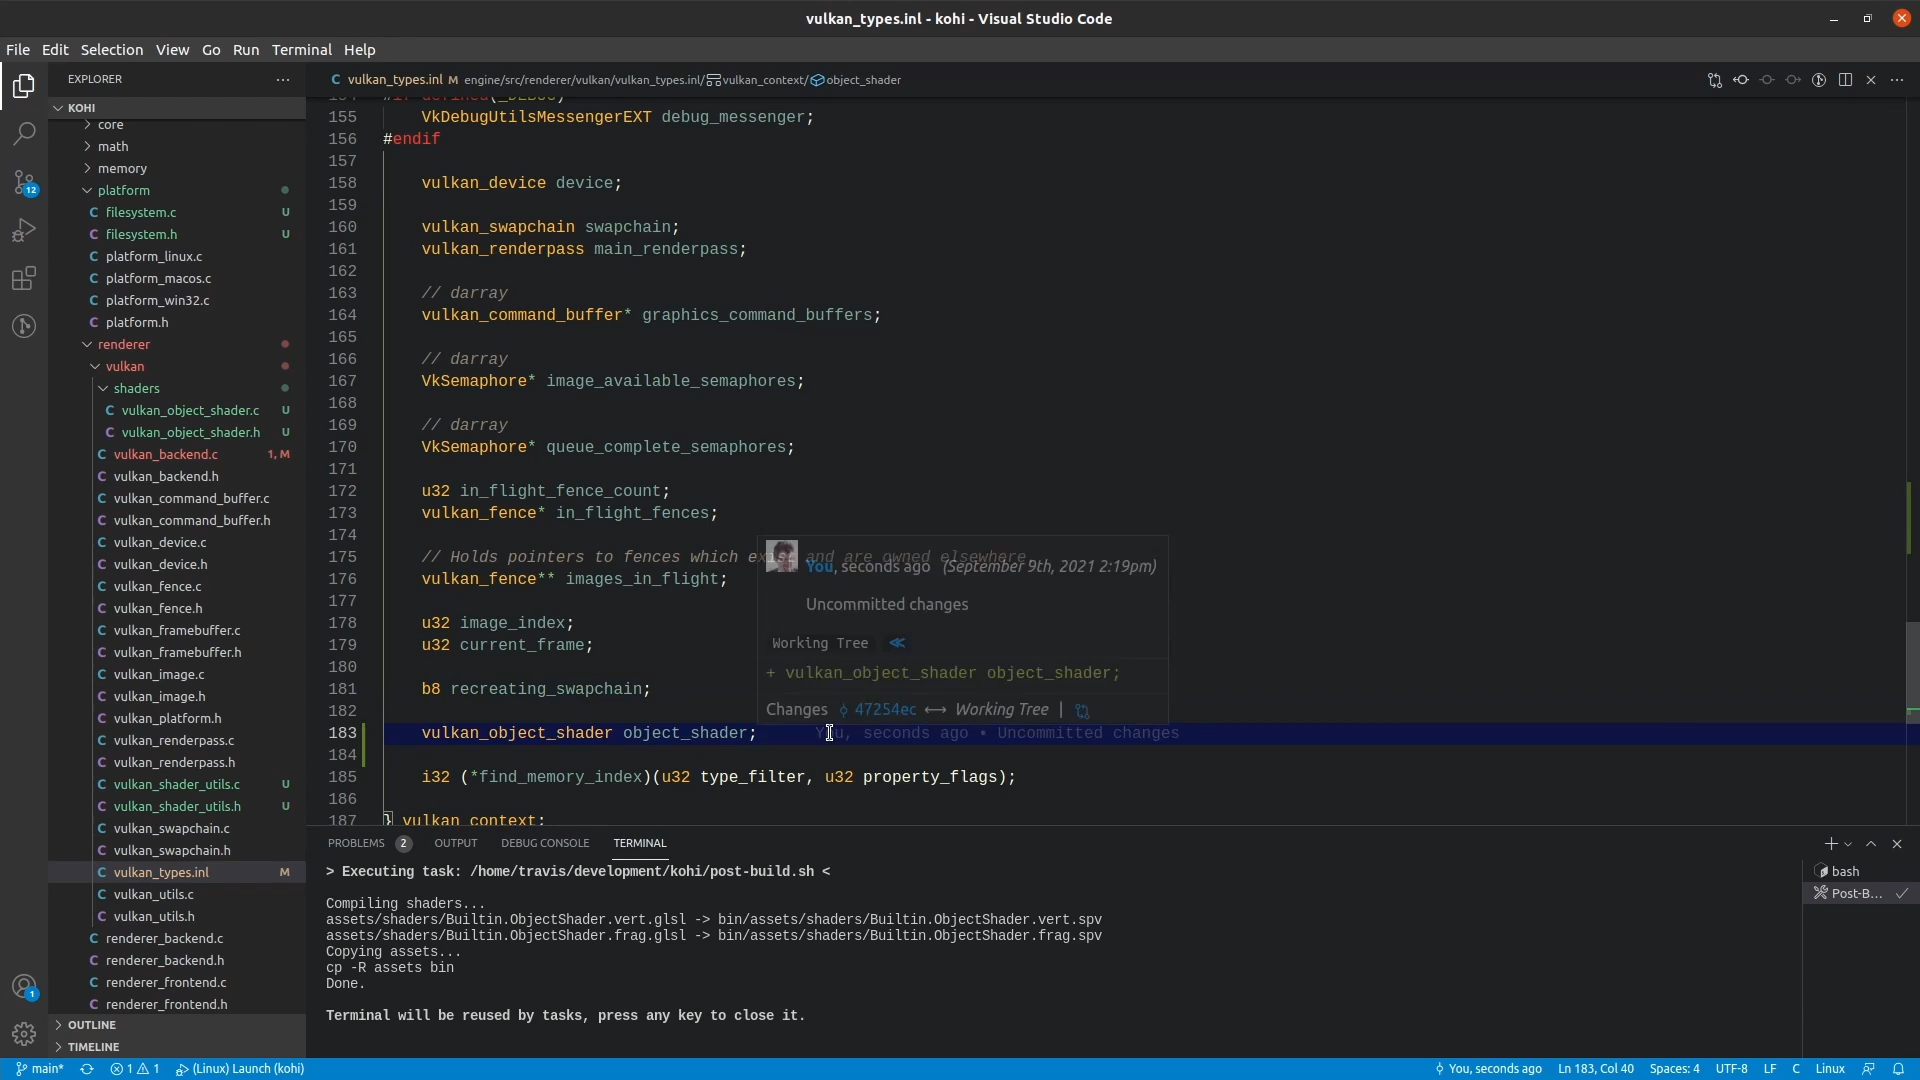 vulkan_types.inl - kohi - Visual Studio Code
File Edit Selection View Go Run Terminal Help
EXPLORER
KOHI
core
math
memory
platform
filesystem.c U
filesystem.h U
platform_linux.c
platform_macos.c
platform_win32.c
platform.h
renderer
vulkan
shaders
vulkan_object_shader.c U
vulkan_object_shader.h U
vulkan_backend.c 1, M
vulkan_backend.h
vulkan_command_buffer.c
vulkan_command_buffer.h
vulkan_device.c
vulkan_device.h
vulkan_fence.c
vulkan_fence.h
vulkan_framebuffer.c
vulkan_framebuffer.h
vulkan_image.c
vulkan_image.h
vulkan_platform.h
vulkan_renderpass.c
vulkan_renderpass.h
vulkan_shader_utils.c U
vulkan_shader_utils.h U
vulkan_swapchain.c
vulkan_swapchain.h
vulkan_types.inl M
vulkan_utils.c
vulkan_utils.h
renderer_backend.c
renderer_backend.h
renderer_frontend.c
renderer_frontend.h
OUTLINE
TIMELINE
12
1
vulkan_types.inl M engine/src/renderer/vulkan/vulkan_types.inl/vulkan_context/object_shader
154 #if defined(_DEBUG)
155 VkDebugUtilsMessengerEXT debug_messenger;
156 #endif
157
158 vulkan_device device;
159
160 vulkan_swapchain swapchain;
161 vulkan_renderpass main_renderpass;
162
163 // darray
164 vulkan_command_buffer* graphics_command_buffers;
165
166 // darray
167 VkSemaphore* image_available_semaphores;
168
169 // darray
170 VkSemaphore* queue_complete_semaphores;
171
172 u32 in_flight_fence_count;
173 vulkan_fence* in_flight_fences;
174
175 // Holds pointers to fences which exist and are owned elsewhere.
176 vulkan_fence** images_in_flight;
177
178 u32 image_index;
179 u32 current_frame;
180
181 b8 recreating_swapchain;
182
183 vulkan_object_shader object_shader; You, seconds ago • Uncommitted changes
184
185 i32 (*find_memory_index)(u32 type_filter, u32 property_flags);
186
187 } vulkan_context;
You, seconds ago (September 9th, 2021 2:19pm)
Uncommitted changes
Working Tree
+ vulkan_object_shader object_shader;
Changes 47254ec ⟷ Working Tree |
PROBLEMS 2 OUTPUT DEBUG CONSOLE TERMINAL
> Executing task: /home/travis/development/kohi/post-build.sh <
Compiling shaders...
assets/shaders/Builtin.ObjectShader.vert.glsl -> bin/assets/shaders/Builtin.ObjectShader.vert.spv
assets/shaders/Builtin.ObjectShader.frag.glsl -> bin/assets/shaders/Builtin.ObjectShader.frag.spv
Copying assets...
cp -R assets bin
Done.
Terminal will be reused by tasks, press any key to close it.
bash
Post-B...
main* 1 1 (Linux) Launch (kohi) You, seconds ago Ln 183, Col 40 Spaces: 4 UTF-8 LF C Linux